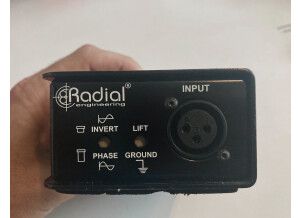 Radial®
engineering
INPUT
INVERT LIFT
PHASE GROUND